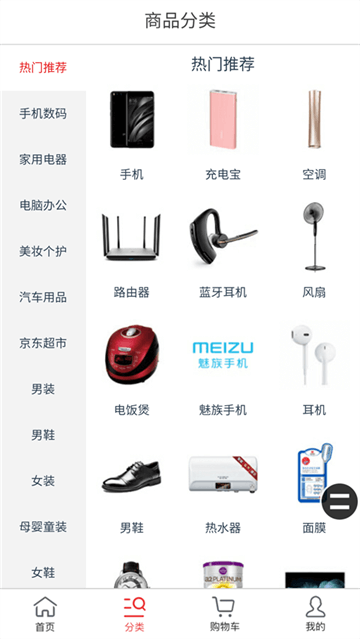 商品分类
热门推荐
手机数码
家用电器
电脑办公
美妆个护
汽车用品
京东超市
男装
男鞋
女装
母婴童装
女鞋
热门推荐
手机
充电宝
空调
路由器
蓝牙耳机
风扇
MEIZU
魅族手机
电饭煲
魅族手机
耳机
男鞋
热水器
面膜
PLATINUM
首页
分类
购物车
我的